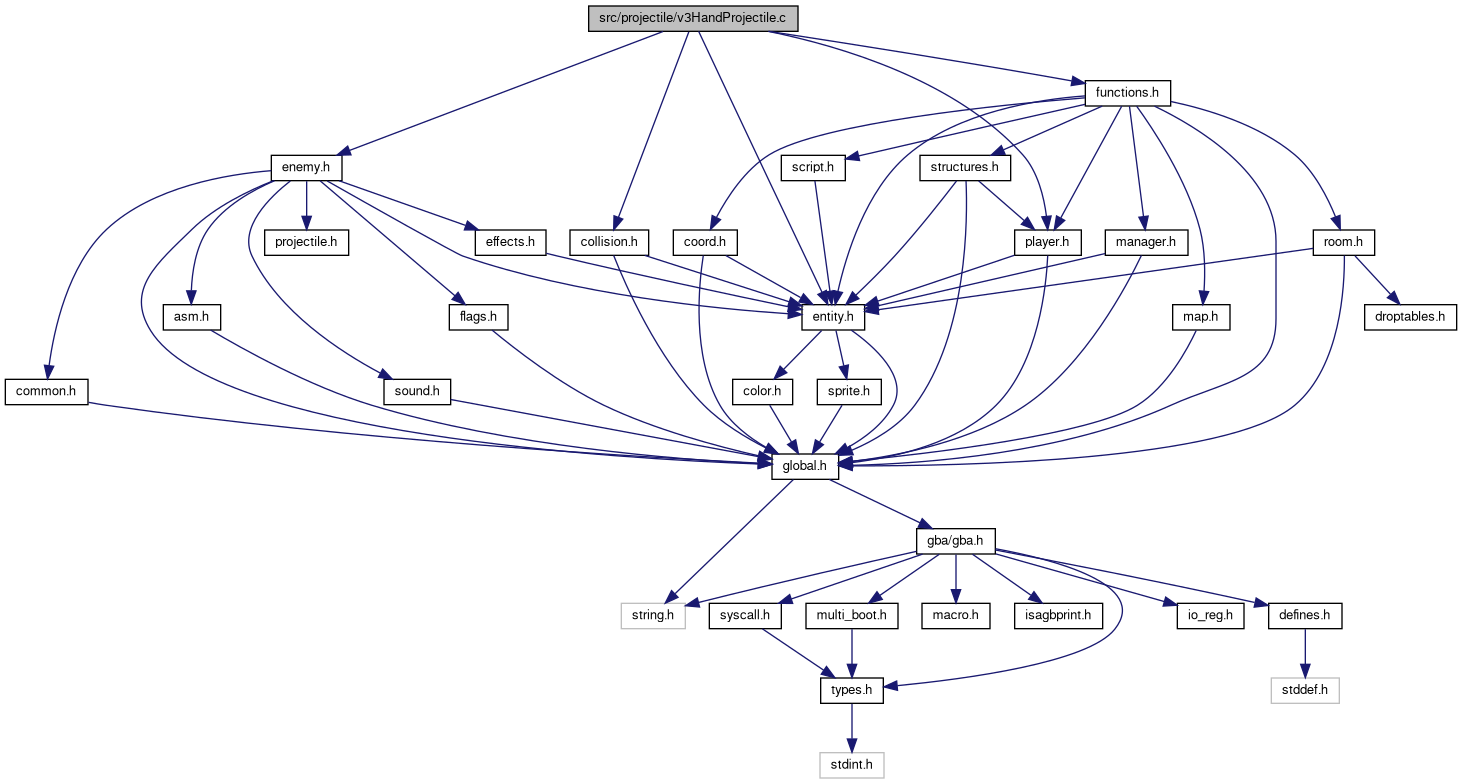 src/projectile/v3HandProjectile.c
functions.h
enemy.h
script.h
structures.h
projectile.h
effects.h
collision.h
coord.h
player.h
manager.h
room.h
asm.h
flags.h
entity.h
map.h
droptables.h
common.h
sound.h
color.h
sprite.h
global.h
gba/gba.h
string.h
syscall.h
multi_boot.h
macro.h
isagbprint.h
io_reg.h
defines.h
types.h
stddef.h
stdint.h